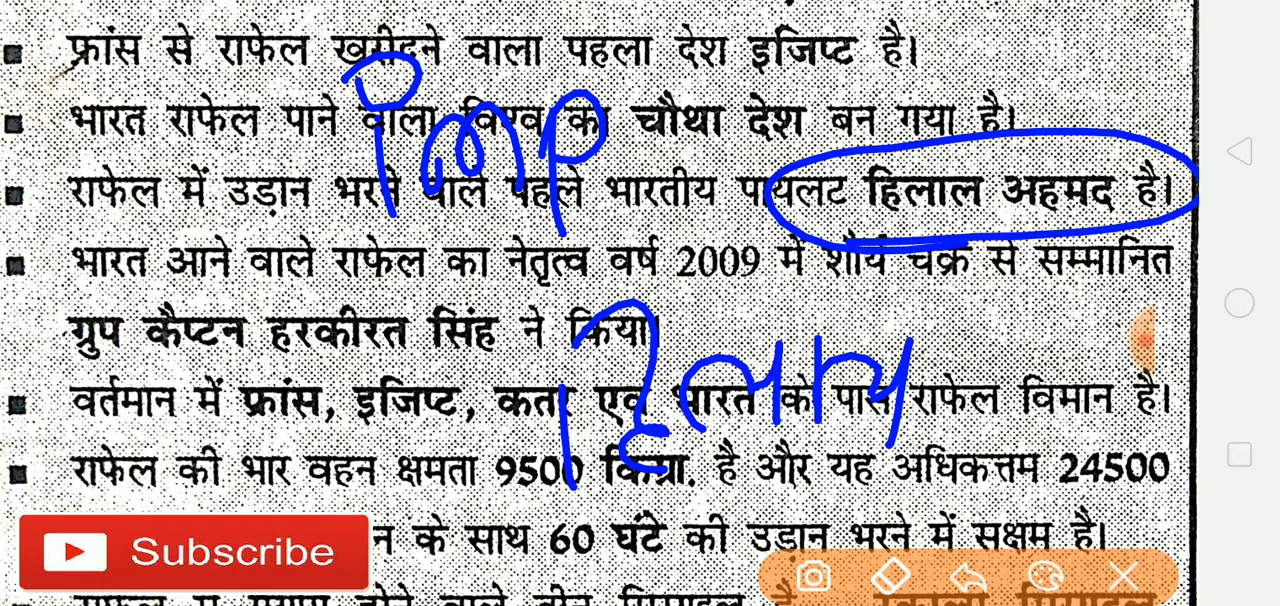 फ्रांस से राफेल खरीदने वाला पहला देश इजिप्ट है।
भारत राफेल पाने वाला विश्व का चौथा देश बन गया है।
राफेल में उड़ान भरने वाले पहले भारतीय पायलट हिलाल अहमद है।
भारत आने वाले राफेल का नेतृत्व वर्ष 2009 में शौर्य चक्र से सम्मानित
ग्रुप कैप्टन हरकीरत सिंह ने किया।
वर्तमान में फ्रांस, इजिप्ट, कतर एवं भारत के पास राफेल विमान है।
राफेल की भार वहन क्षमता 9500 किग्रा. है और यह अधिकत्तम 24500
न के साथ 60 घंटे की उड़ान भरने में सक्षम है।
Imp
Subscribe